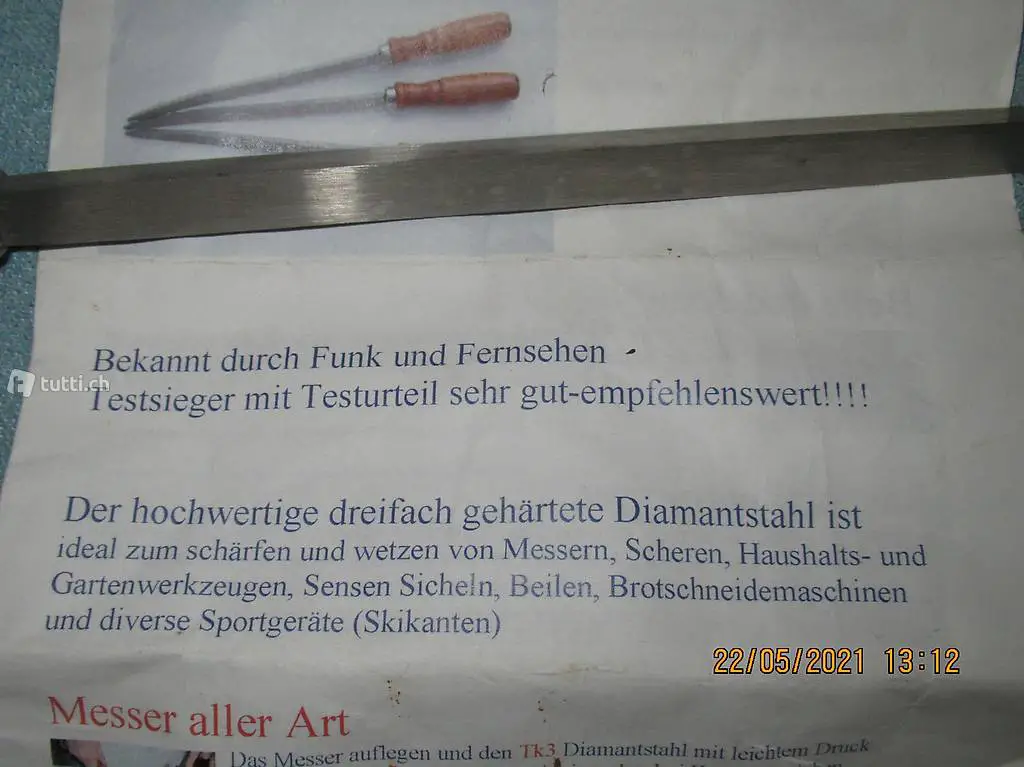 Bekannt durch Funk und Fernsehen
tutti.ch
Testsieger mit Testurteil sehr gut-empfehlenswert!!!!
Der hochwertige dreifach gehärtete Diamantstahl ist
ideal zum schärfen und wetzen von Messern, Scheren, Haushalts- und
Gartenwerkzeugen, Sensen Sicheln, Beilen, Brotschneidemaschinen
und diverse Sportgeräte (Skikanten)
22/05/2021 13:12
Messer aller Art
Das Messer auflegen und den Tk3 Diamantstahl mit leichtem Druck